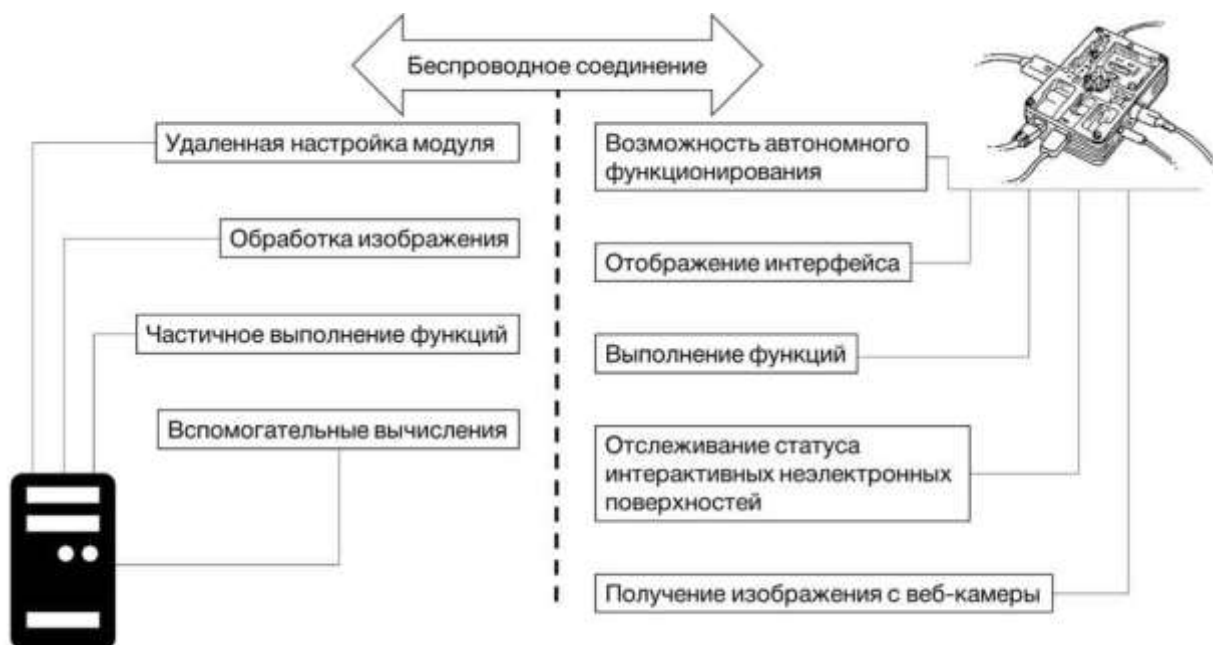 Беспроводное соединение
Удаленная настройка модуля
Обработка изображения
Частичное выполнение функций
Вспомогательные вычисления
Возможность автономного
функционирования
Отображение интерфейса
Выполнение функций
Отслеживание статуса
интерактивных неэлектронных
поверхностей
Получение изображения с веб-камеры